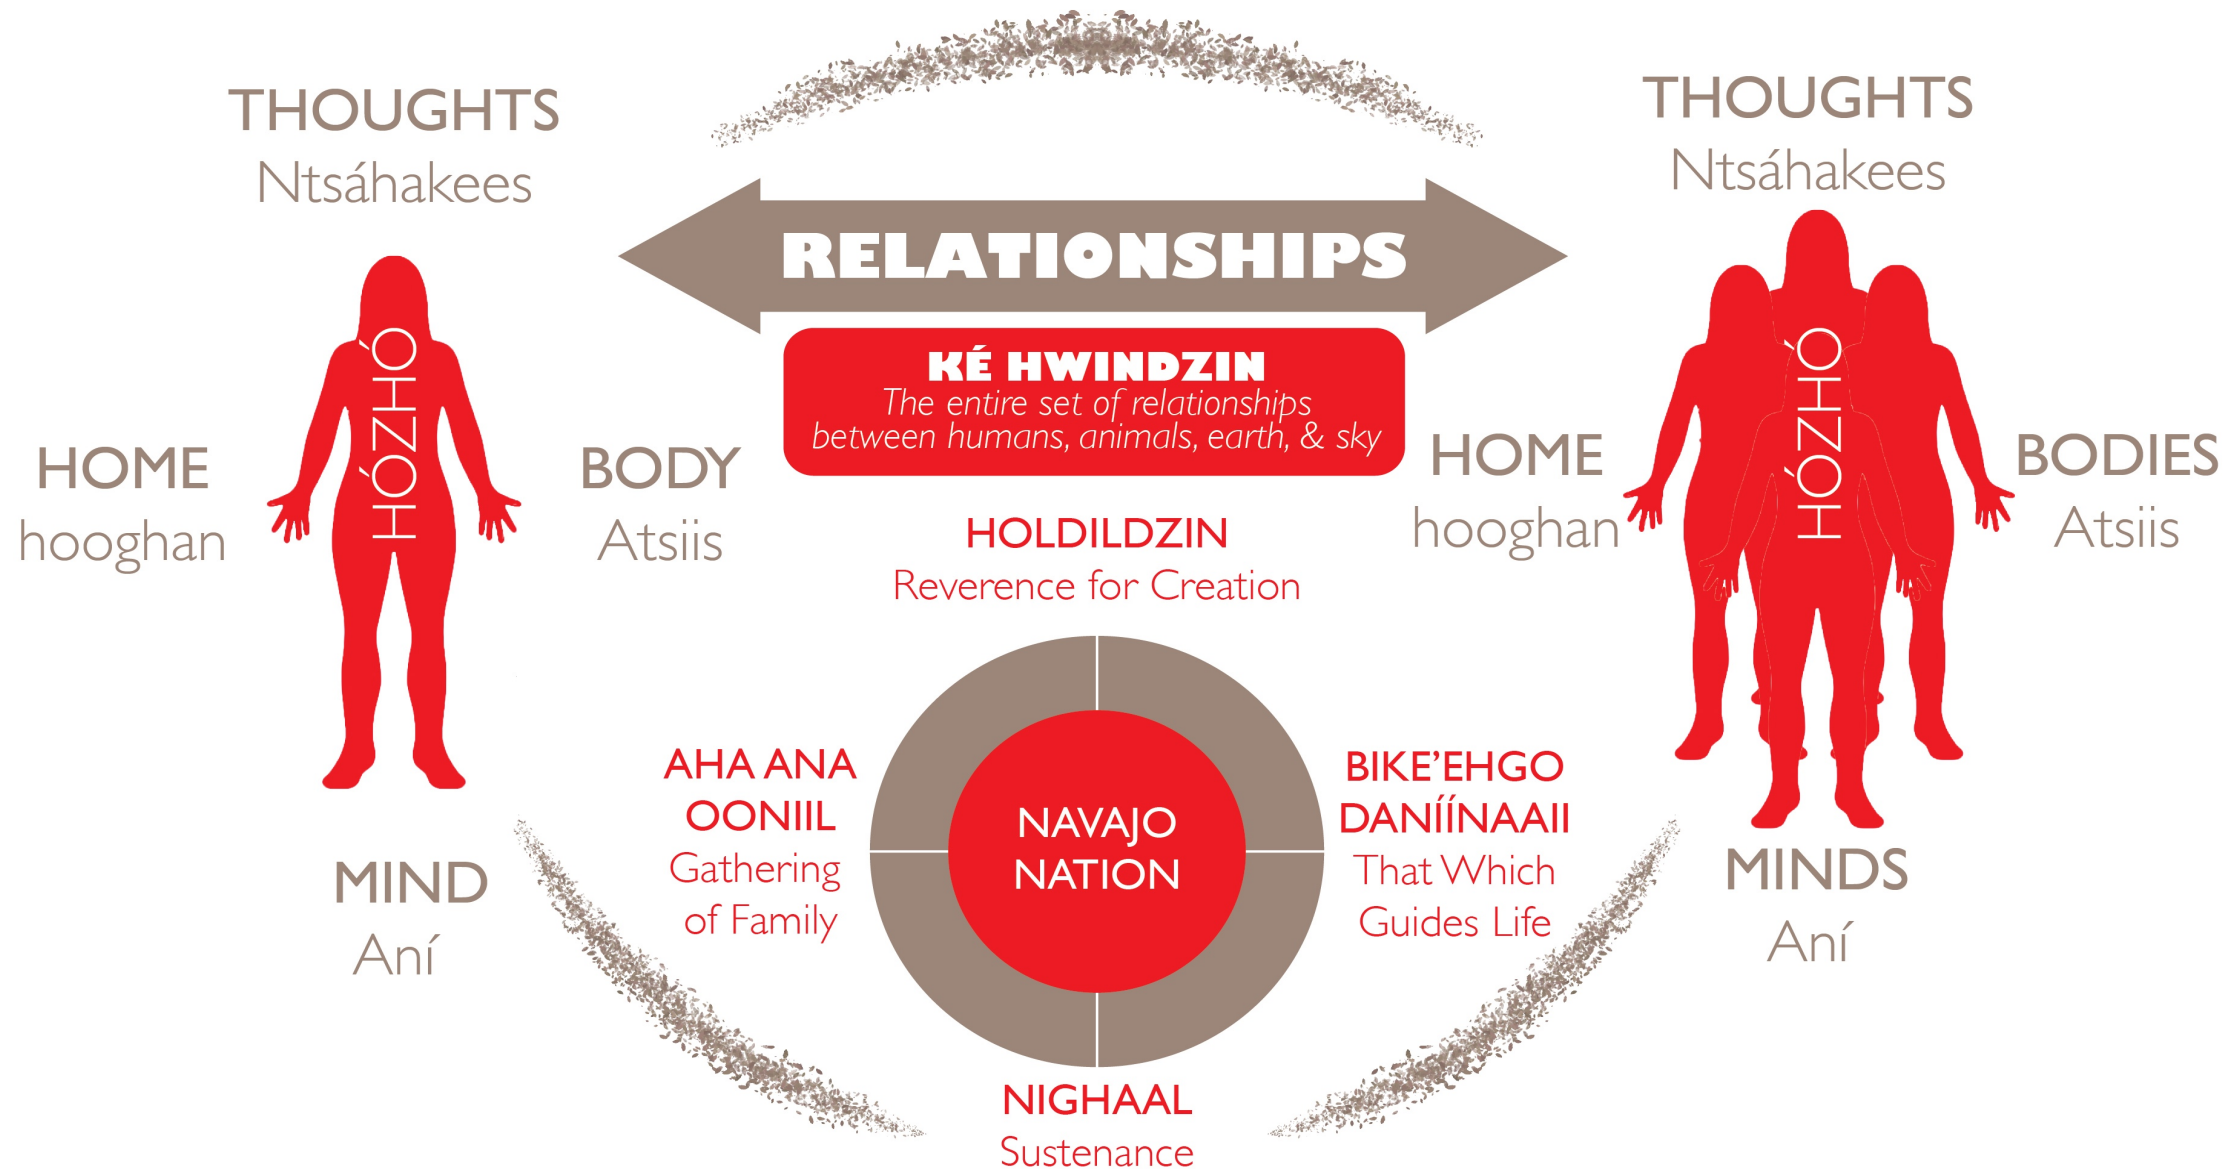 THOUGHTS
Ntsáhakees
HOME
hooghan
HÓZHÓ
BODY
Atsiis
MIND
Aní
RELATIONSHIPS
KÉ HWINDZIN
The entire set of relationships
between humans, animals, earth, & sky
HOLDILDZIN
Reverence for Creation
AHA ANA
OONIIL
Gathering
of Family
NAVAJO
NATION
BIKE’EHGO
DANÍÍNAAII
That Which
Guides Life
NIGHAAL
Sustenance
THOUGHTS
Ntsáhakees
HOME
hooghan
HÓZHÓ
BODIES
Atsiis
MINDS
Aní